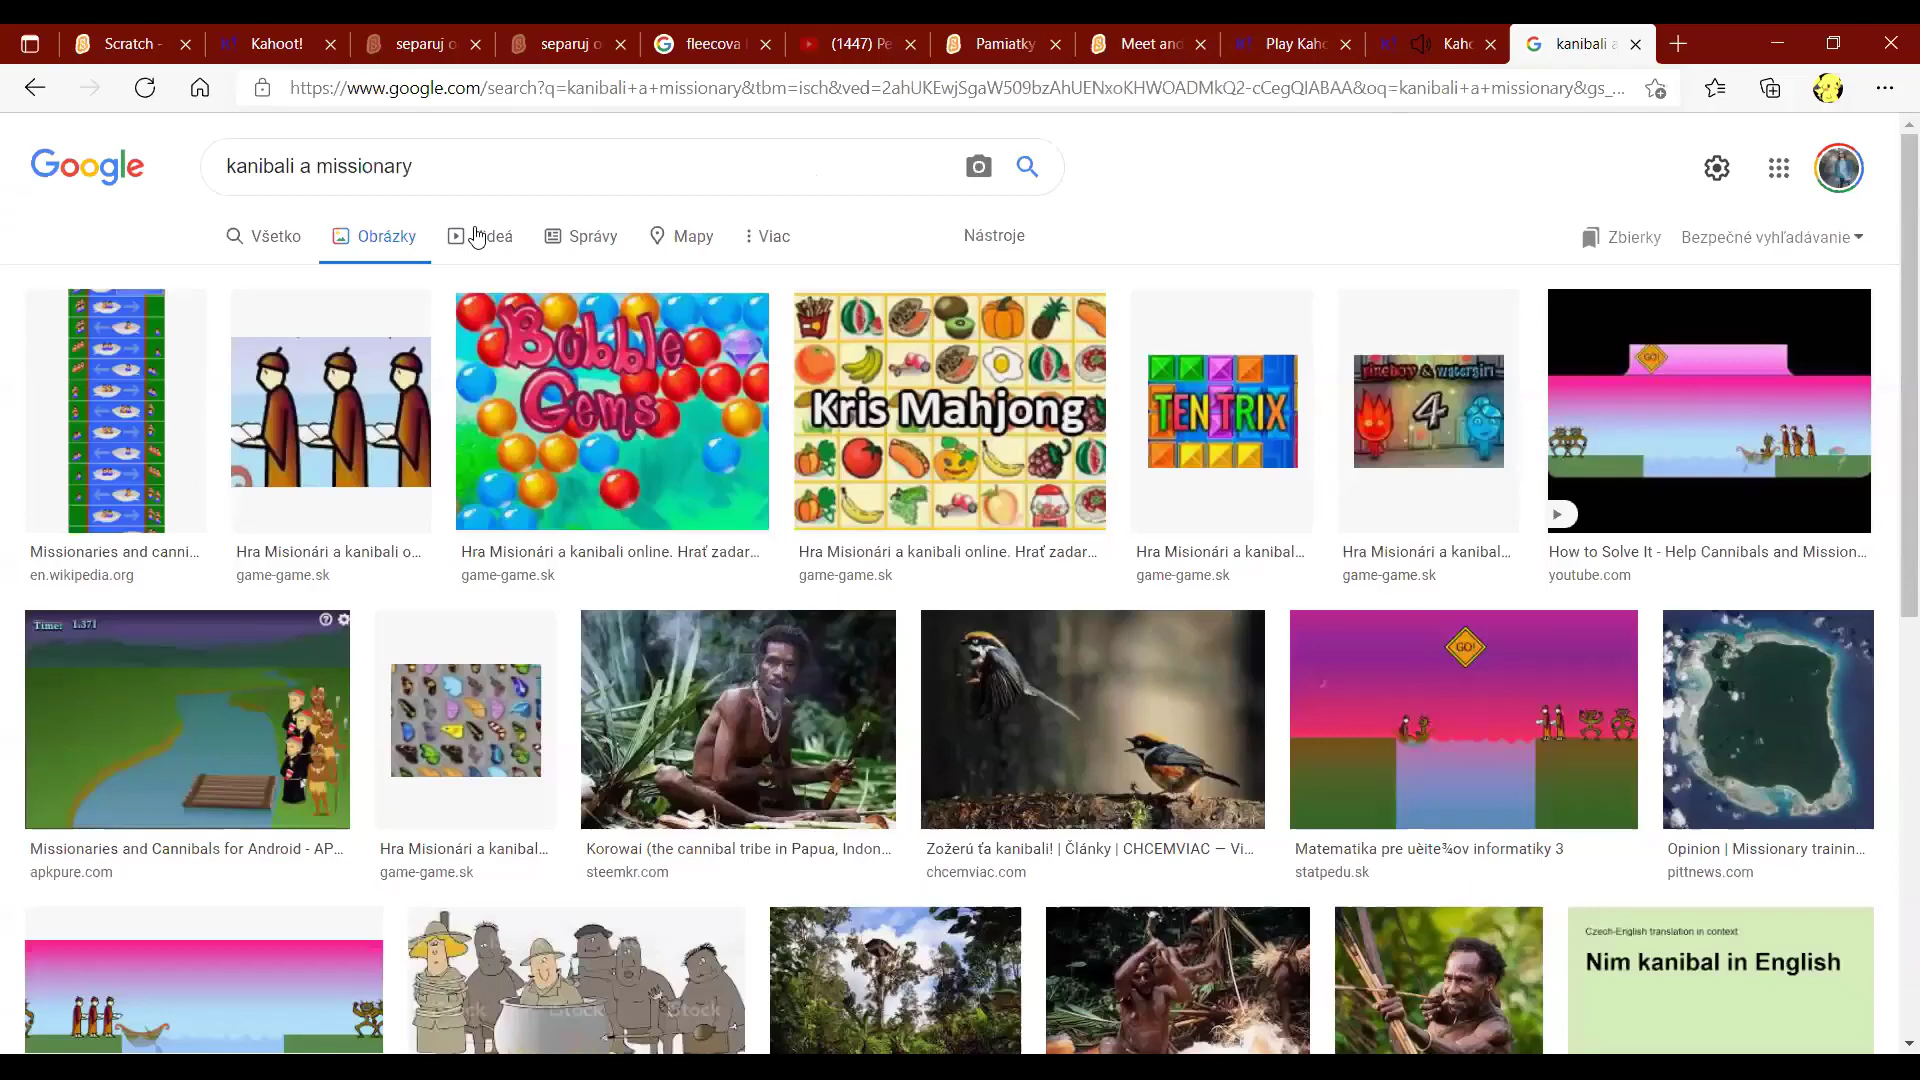 Scratch -
Kahoot!
separuj o
separuj o
fleecova
(1447) Pe
Pamiatky
Meet and
Play Kaho
Kaho
kanibali a
https://www.google.com/search?q=kanibali+a+missionary&tbm=isch&ved=2ahUKEwjSgaW509bzAhUENxoKHWOADMkQ2-cCegQIABAA&oq=kanibali+a+missionary&gs_...
Google
kanibali a missionary
Všetko
Obrázky
deá
Správy
Mapy
Viac
Nástroje
Zbierky
Bezpečné vyhľadávanie
Bubble
Gems
Kris Mahjong
TENTRIX
fireboy & watergirl
4
GO!
Missionaries and canni...
en.wikipedia.org
Hra Misionári a kanibali o...
game-game.sk
Hra Misionári a kanibali online. Hrať zadar...
game-game.sk
Hra Misionári a kanibali online. Hrať zadar...
game-game.sk
Hra Misionári a kanibal...
game-game.sk
Hra Misionári a kanibal...
game-game.sk
How to Solve It - Help Cannibals and Mission...
youtube.com
Time: 1.371
GO!
Missionaries and Cannibals for Android - AP...
apkpure.com
Hra Misionári a kanibal...
game-game.sk
Korowai (the cannibal tribe in Papua, Indon...
steemkr.com
Zožerú ťa kanibali! | Články | CHCEMVIAC — Vi...
chcemviac.com
Matematika pre uèite¾ov informatiky 3
statpedu.sk
Opinion | Missionary trainin...
pittnews.com
iStock
Czech-English translation in context
Nim kanibal in English